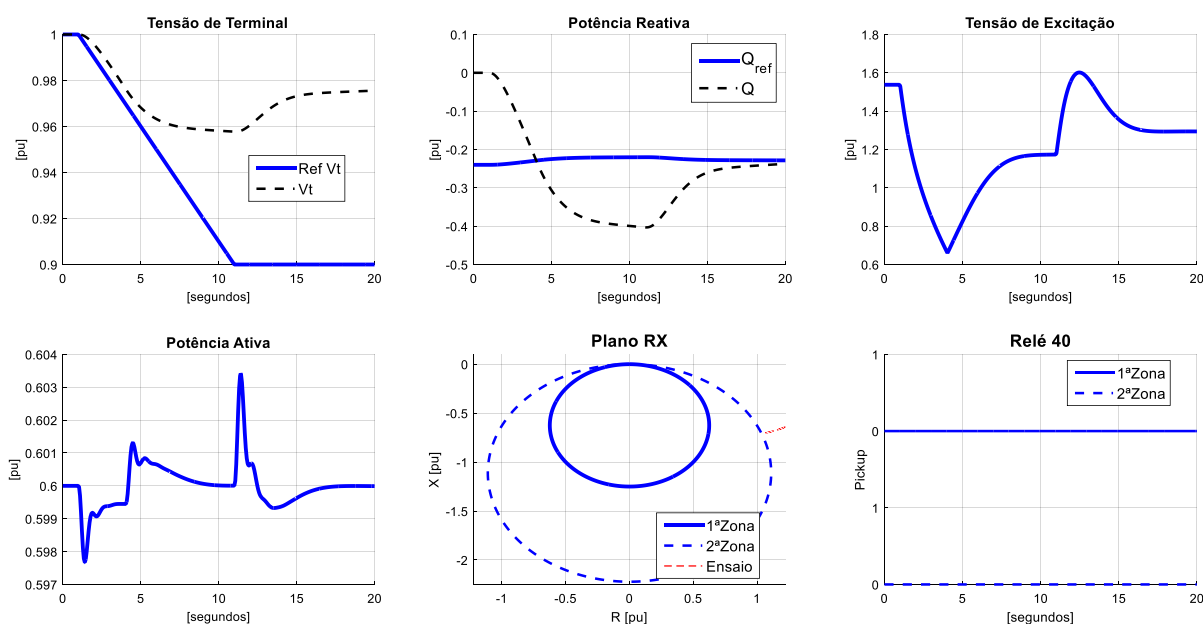 Tensão de Terminal
1
0.98
0.96
0.94
0.92
0.9
[pu]
Ref Vt
Vt
0 5 10 15 20
[segundos]
Potência Reativa
0.1
0
-0.1
-0.2
-0.3
-0.4
-0.5
[pu]
Qref
Q
0 5 10 15 20
[segundos]
Tensão de Excitação
1.8
1.6
1.4
1.2
1
0.8
0.6
[pu]
0 5 10 15 20
[segundos]
Potência Ativa
0.604
0.603
0.602
0.601
0.6
0.599
0.598
0.597
[pu]
0 5 10 15 20
[segundos]
Plano RX
0
-0.5
-1
-1.5
-2
X [pu]
1ªZona
2ªZona
Ensaio
-1 -0.5 0 0.5 1
R [pu]
Relé 40
1
0
1
0
Pickup
1ªZona
2ªZona
0 5 10 15 20
[segundos]